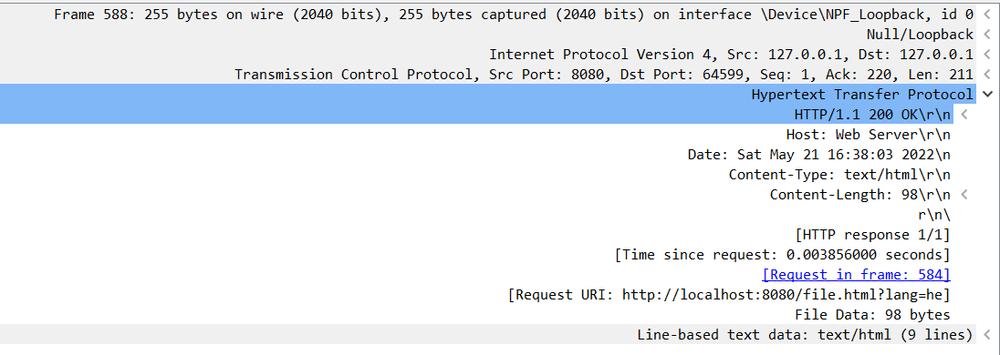 Frame 588: 255 bytes on wire (2040 bits), 255 bytes captured (2040 bits) on interface \Device\NPF_Loopback, id 0
Null/Loopback
Internet Protocol Version 4, Src: 127.0.0.1, Dst: 127.0.0.1
Transmission Control Protocol, Src Port: 8080, Dst Port: 64599, Seq: 1, Ack: 220, Len: 211
Hypertext Transfer Protocol
HTTP/1.1 200 OK\r\n
Host: Web Server\r\n
Date: Sat May 21 16:38:03 2022\n
Content-Type: text/html\r\n
Content-Length: 98\r\n
r\n\
[HTTP response 1/1]
[Time since request: 0.003856000 seconds]
[Request in frame: 584]
[Request URI: http://localhost:8080/file.html?lang=he]
File Data: 98 bytes
Line-based text data: text/html (9 lines)